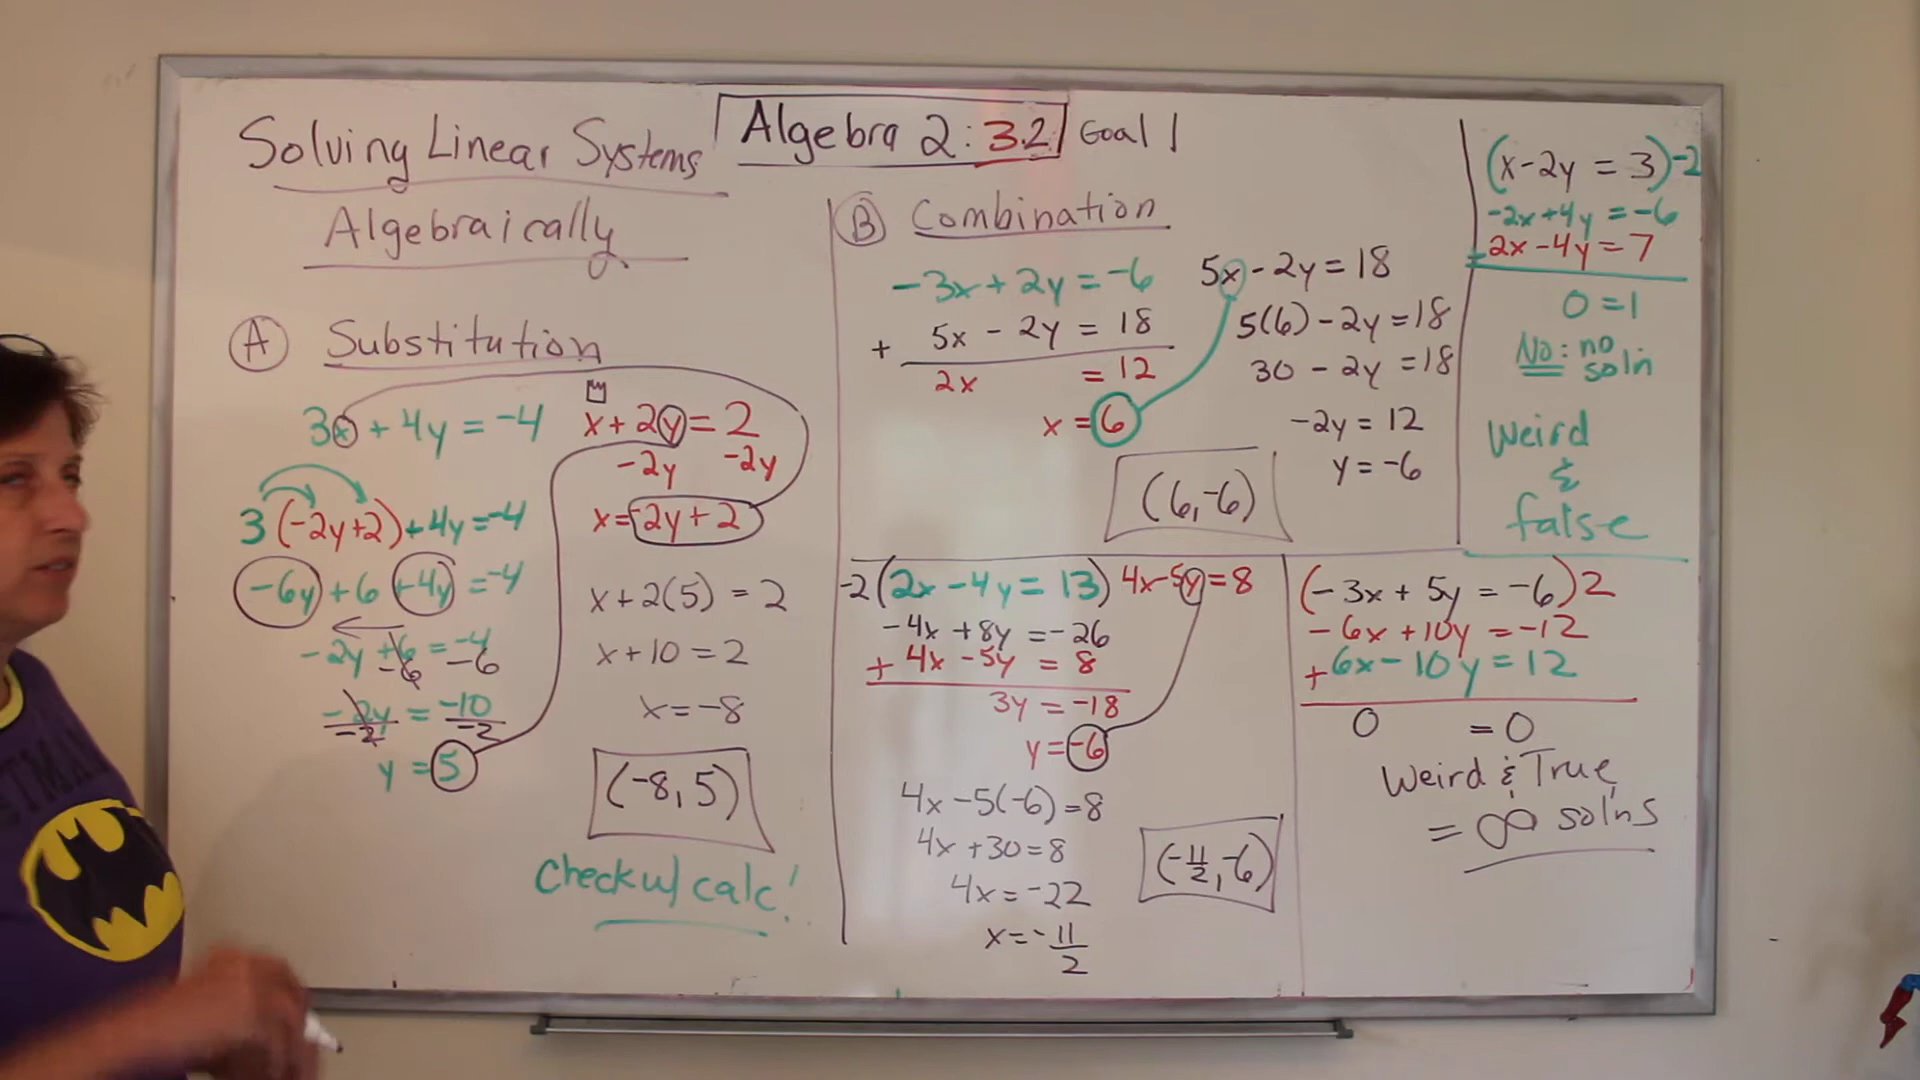 Solving Linear Systems
Algebraically
Algebra 2: 3.2 Goal 1
A Substitution
3x + 4y = -4
3(-2y+2)+4y=-4
-6y+6+4y=-4
-2y+6=-4
-6 -6
-2y = -10
-2 -2
y = 5
x + 2y = 2
-2y -2y
x=-2y+2
x+2(5) = 2
x+10=2
x=-8
(-8,5)
Check w/ calc!
B Combination
-3x+2y=-6
+ 5x - 2y = 18
2x = 12
x = 6
5x-2y=18
5(6)-2y=18
30-2y=18
-2y=12
y=-6
(6,-6)
-2(2x-4y=13) 4x-5y=8
-4x+8y=-26
+ 4x-5y = 8
3y = -18
y=-6
4x-5(-6)=8
4x+30=8
4x=-22
x=-11
2
(-11/2,-6)
(x-2y=3)-2
-2x+4y=-6
2x-4y=7
0=1
No: no
soln
Weird
&
false
(-3x+5y=-6)2
-6x+10y=-12
+6x-10y=12
0 = 0
Weird & True
= ∞ solns